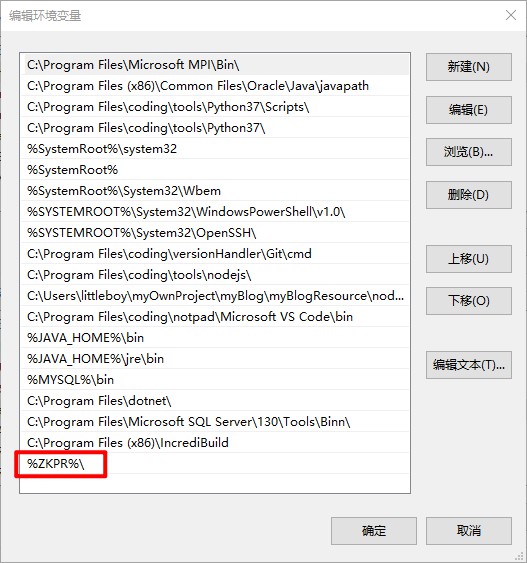 编辑环境变量
C:\Program Files\Microsoft MPI\Bin\
C:\Program Files (x86)\Common Files\Oracle\Java\javapath
C:\Program Files\coding\tools\Python37\Scripts\
C:\Program Files\coding\tools\Python37\
%SystemRoot%\system32
%SystemRoot%
%SystemRoot%\System32\Wbem
%SYSTEMROOT%\System32\WindowsPowerShell\v1.0\
%SYSTEMROOT%\System32\OpenSSH\
C:\Program Files\coding\versionHandler\Git\cmd
C:\Program Files\coding\tools\nodejs\
C:\Users\littleboy\myOwnProject\myBlog\myBlogResource\nod...
C:\Program Files\coding\notpad\Microsoft VS Code\bin
%JAVA_HOME%\bin
%JAVA_HOME%\jre\bin
%MYSQL%\bin
C:\Program Files\dotnet\
C:\Program Files\Microsoft SQL Server\130\Tools\Binn\
C:\Program Files (x86)\IncrediBuild
%ZKPR%\
新建(N)
编辑(E)
浏览(B)...
删除(D)
上移(U)
下移(O)
编辑文本(T)...
确定
取消